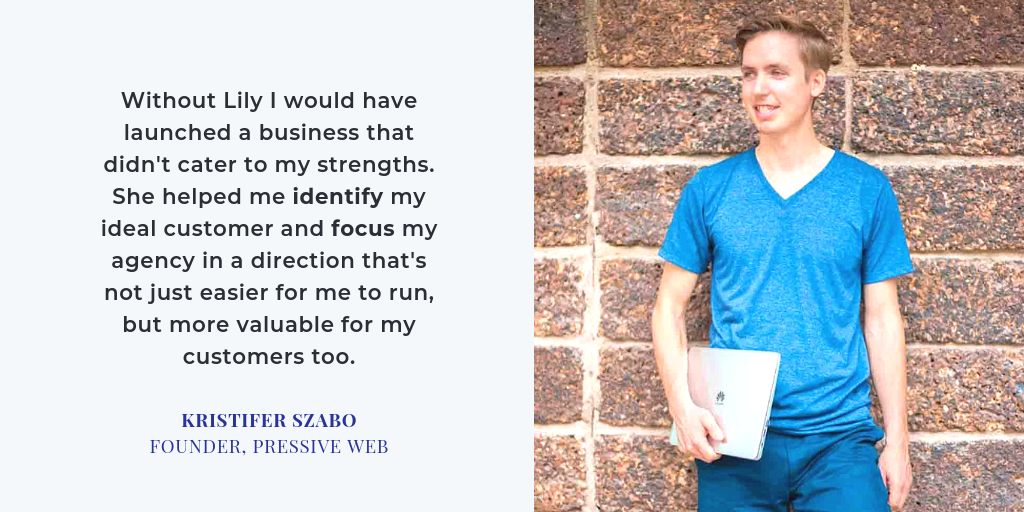 Without Lily I would have
launched a business that
didn't cater to my strengths.
She helped me identify my
ideal customer and focus my
agency in a direction that's
not just easier for me to run,
but more valuable for my
customers too.
KRISTIFER SZABO
FOUNDER, PRESSIVE WEB